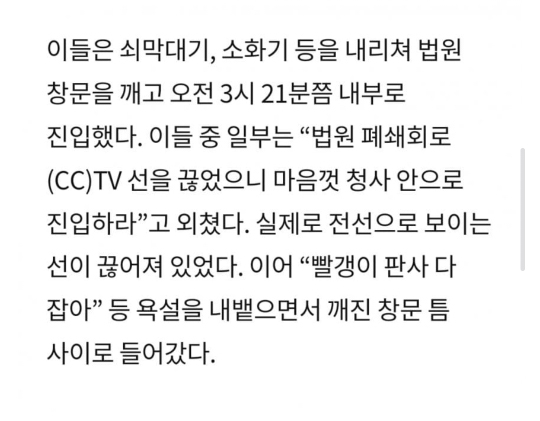 이들은 쇠막대기, 소화기 등을 내리쳐 법원
창문을 깨고 오전 3시 21분쯤 내부로
진입했다. 이들 중 일부는 “법원 폐쇄회로
(CC)TV 선을 끊었으니 마음껏 청사 안으로
진입하라”고 외쳤다. 실제로 전선으로 보이는
선이 끊어져 있었다. 이어 “빨갱이 판사 다
잡아” 등 욕설을 내뱉으면서 깨진 창문 틈
사이로 들어갔다.